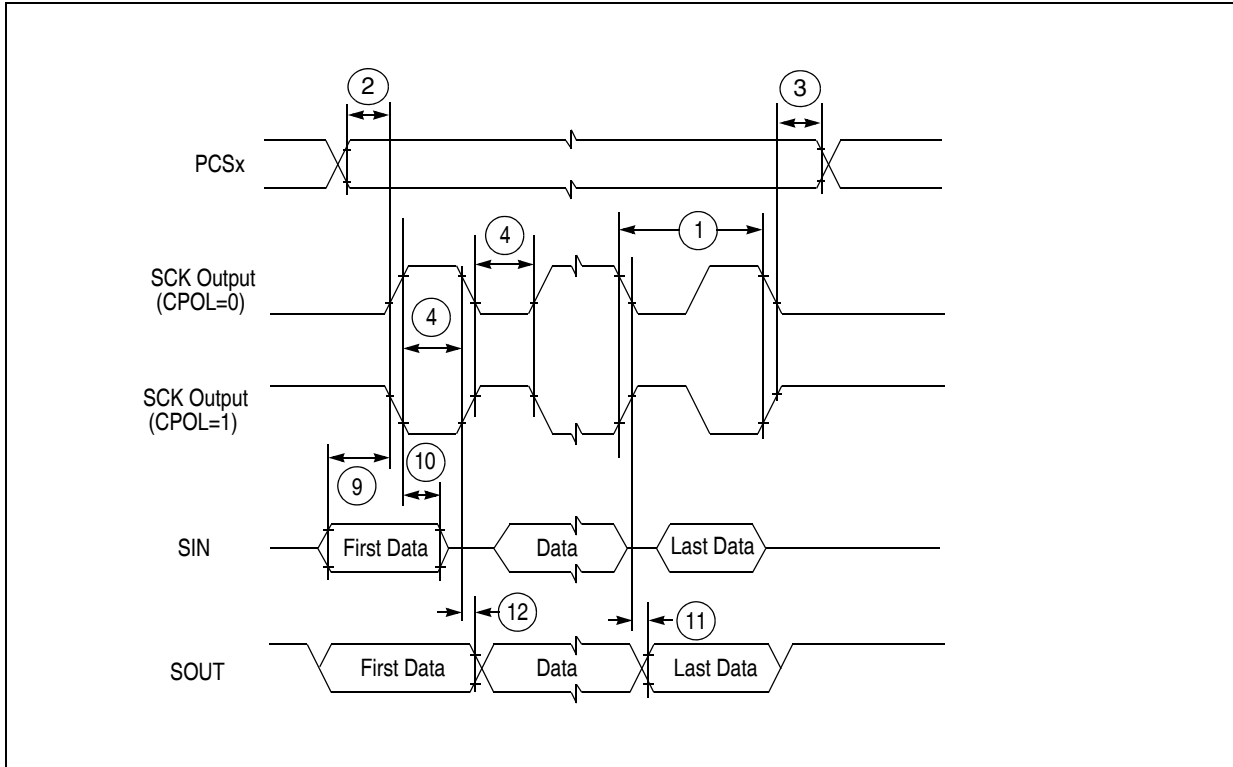 2
3
PCSx
1
4
SCK Output
(CPOL=0)
4
SCK Output
(CPOL=1)
10
9
SIN
First Data
Data
Last Data
12
11
SOUT
First Data
Data
Last Data